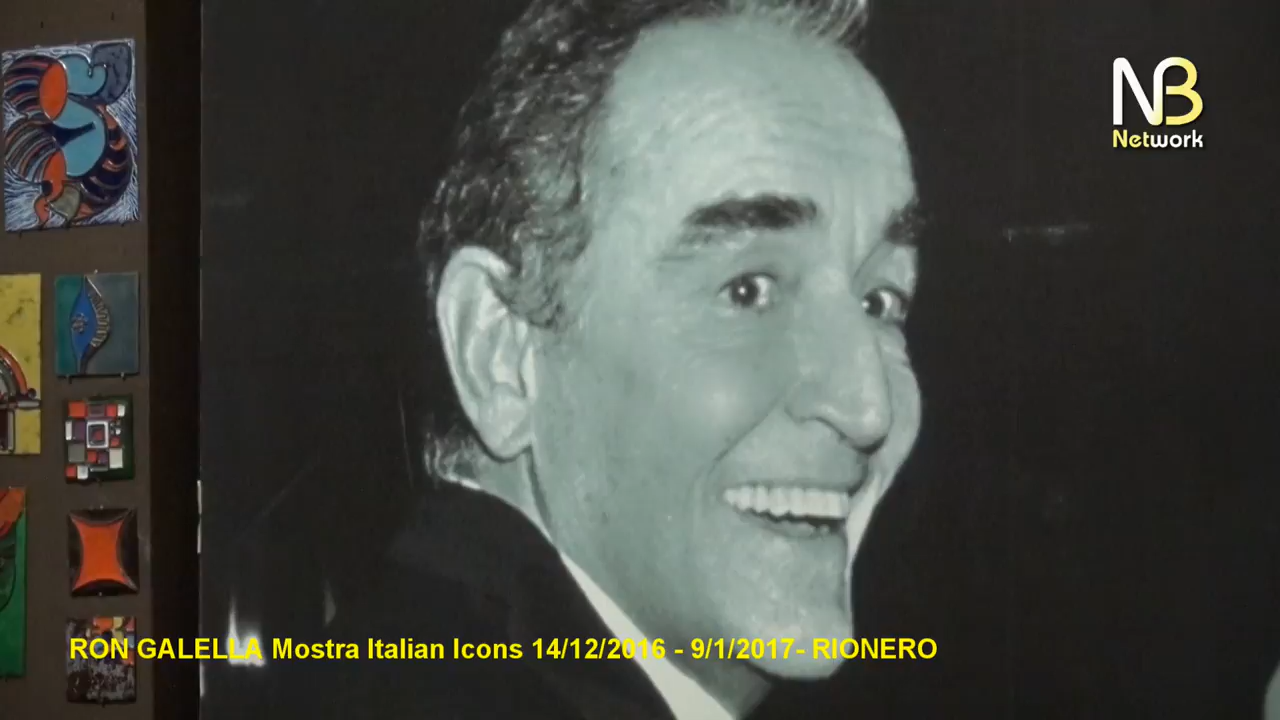 NB
Network
RON GALELLA Mostra Italian Icons 14/12/2016 - 9/1/2017- RIONERO